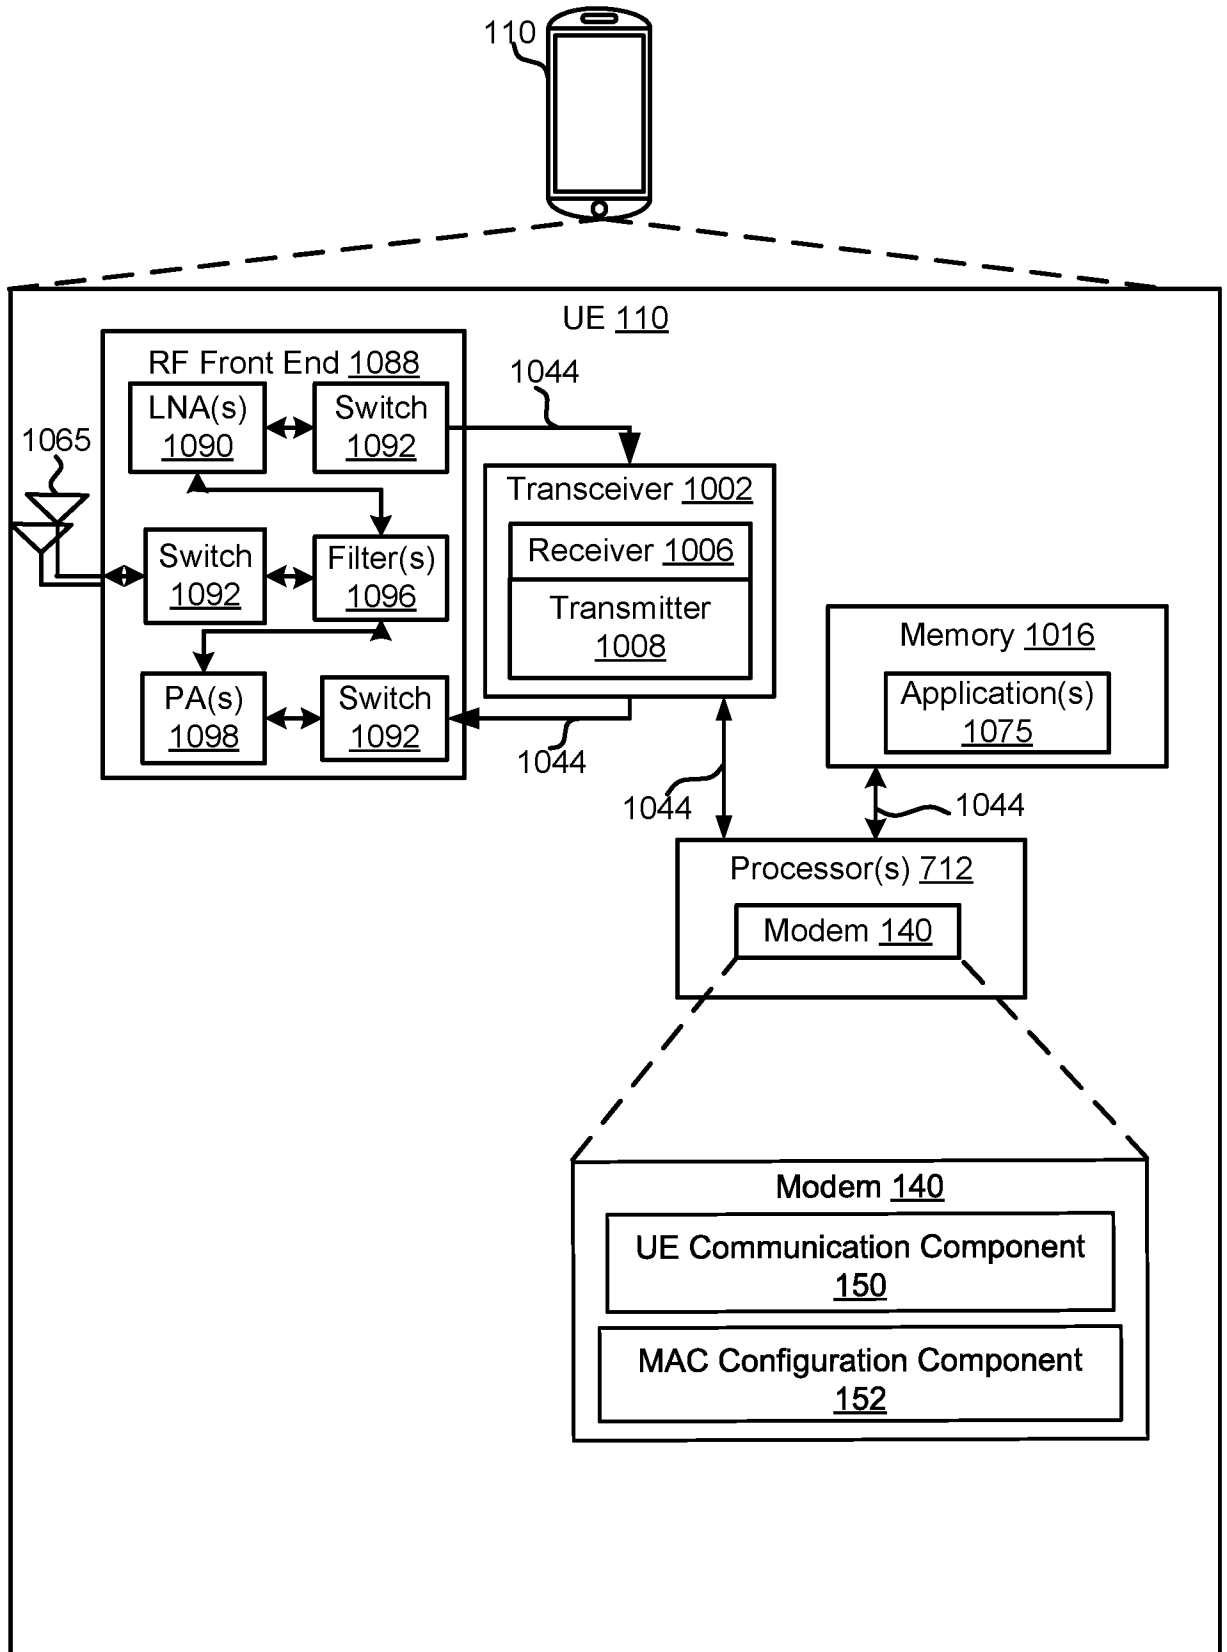 110
UE 110
RF Front End 1088
LNA(s)
1090
Switch
1092
1044
1065
Transceiver 1002
Receiver 1006
Transmitter
1008
Switch
1092
Filter(s)
1096
PA(s)
1098
Switch
1092
1044
Memory 1016
Application(s)
1075
1044
1044
Processor(s) 712
Modem 140
Modem 140
UE Communication Component
150
MAC Configuration Component
152